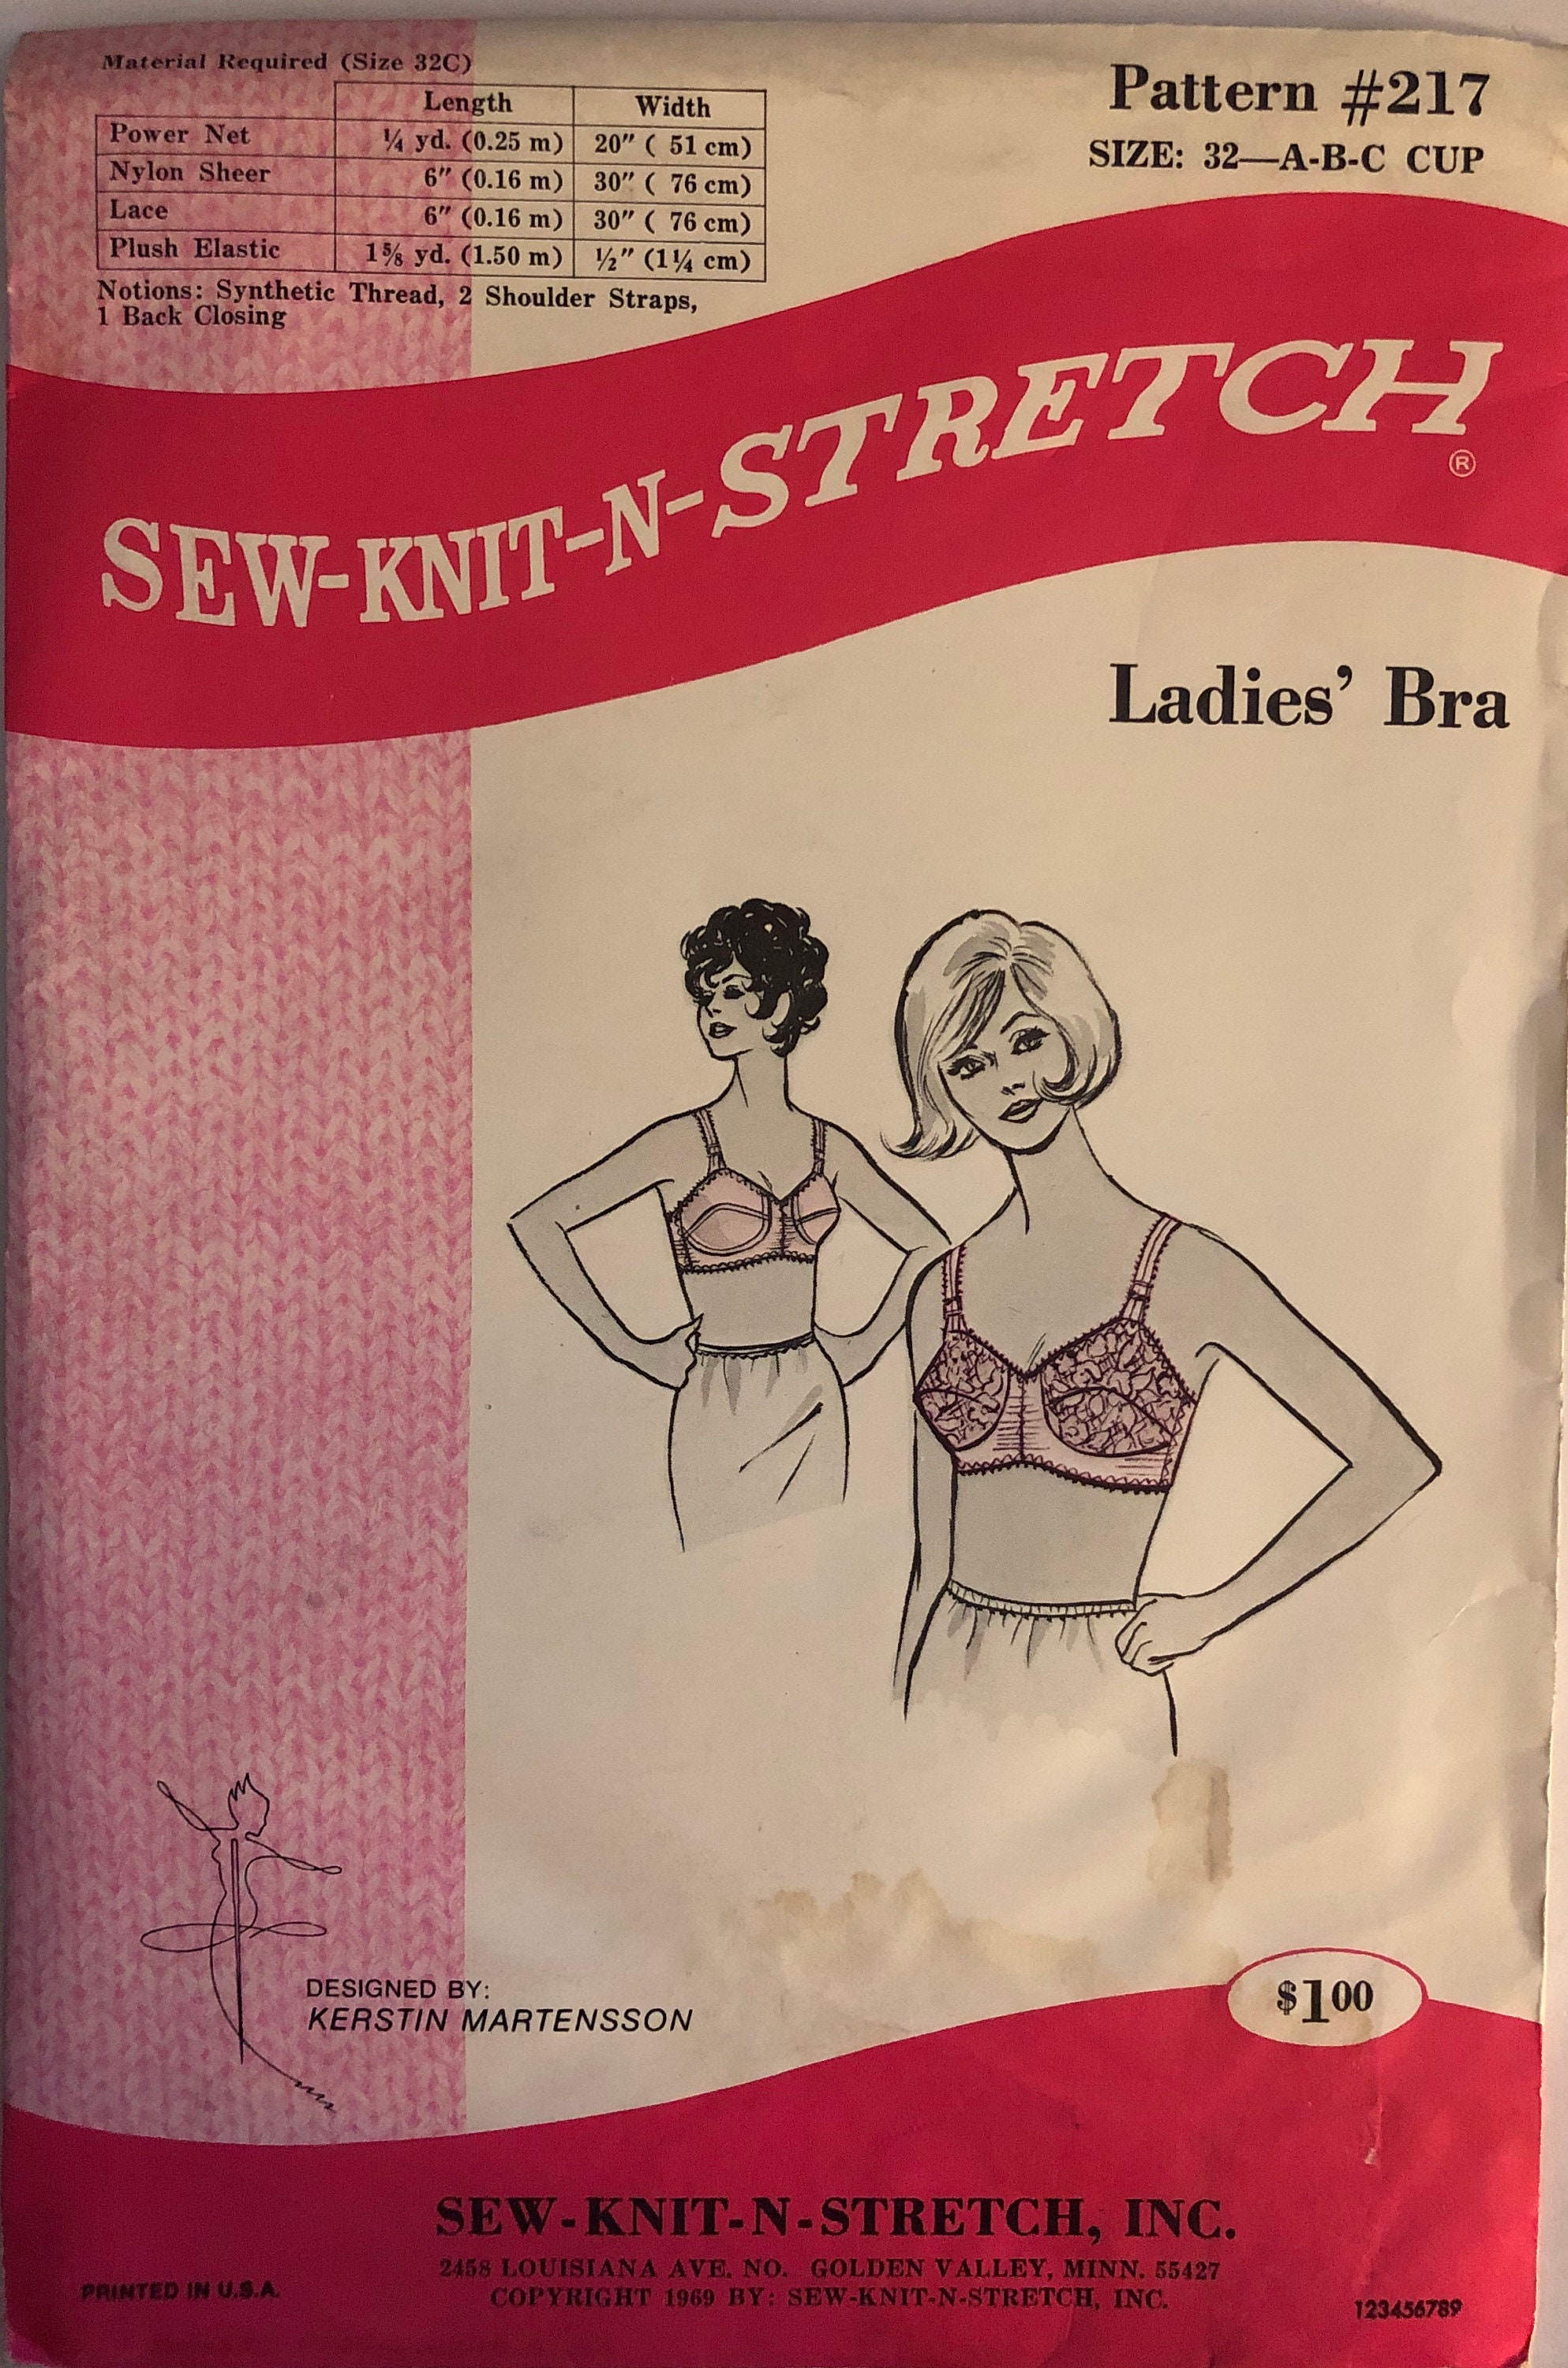 Material Required (Size 32C)
Length Width
Power Net ¼ yd. (0.25 m) 20″ ( 51 cm)
Nylon Sheer 6″ (0.16 m) 30″ ( 76 cm)
Lace 6″ (0.16 m) 30″ ( 76 cm)
Plush Elastic 1⅝ yd. (1.50 m) ½″ (1¼ cm)
Notions: Synthetic Thread, 2 Shoulder Straps,
1 Back Closing
Pattern #217
SIZE: 32—A-B-C CUP
SEW-KNIT-N-STRETCH
®
Ladies’ Bra
DESIGNED BY:
KERSTIN MARTENSSON
$1.00
SEW-KNIT-N-STRETCH, INC.
2458 LOUISIANA AVE. NO. GOLDEN VALLEY, MINN. 55427
COPYRIGHT 1969 BY: SEW-KNIT-N-STRETCH, INC.
PRINTED IN U.S.A.
123456789